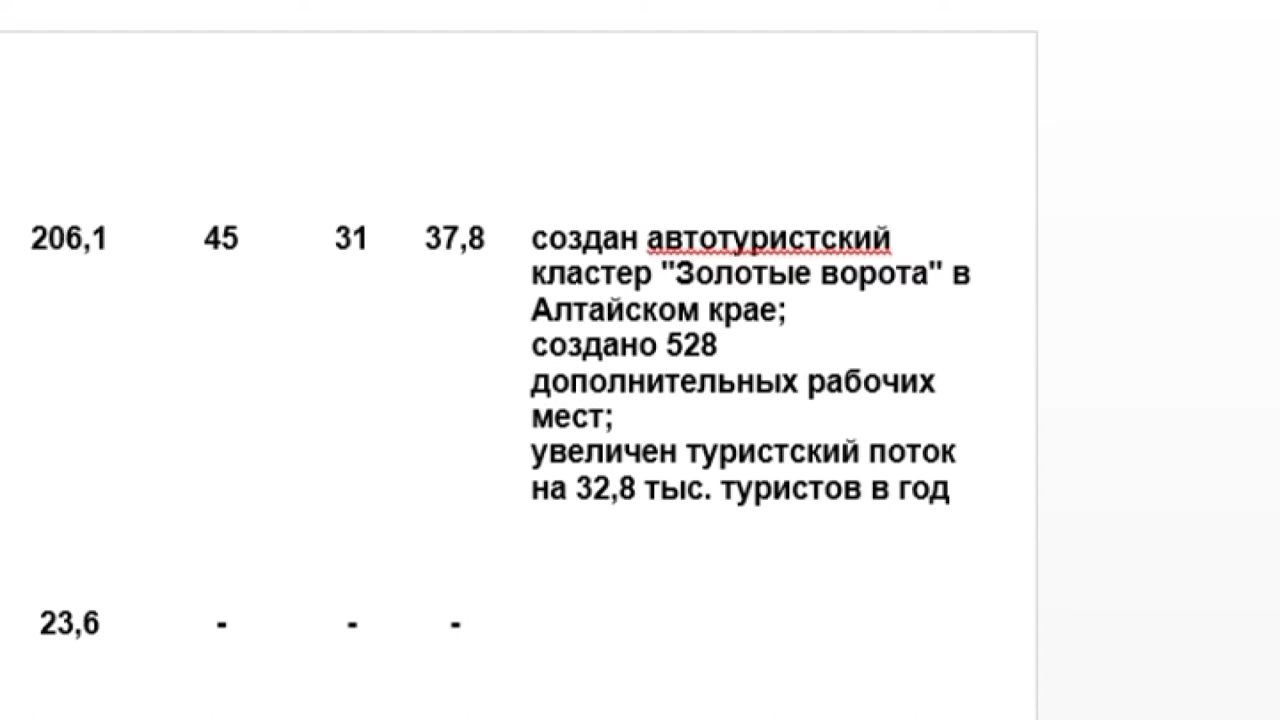 206,1 45 31 37,8 создан автотуристский
кластер "Золотые ворота" в
Алтайском крае;
создано 528
дополнительных рабочих
мест;
увеличен туристский поток
на 32,8 тыс. туристов в год
23,6 - - -